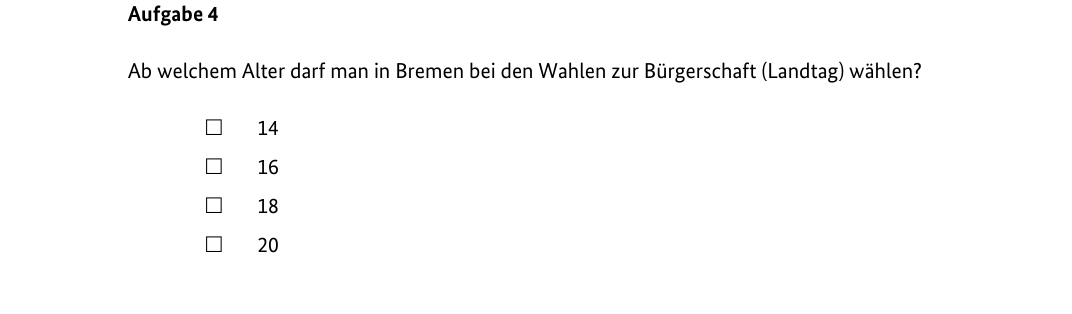 Aufgabe 4
Ab welchem Alter darf man in Bremen bei den Wahlen zur Bürgerschaft (Landtag) wählen?
☐ 14
☐ 16
☐ 18
☐ 20